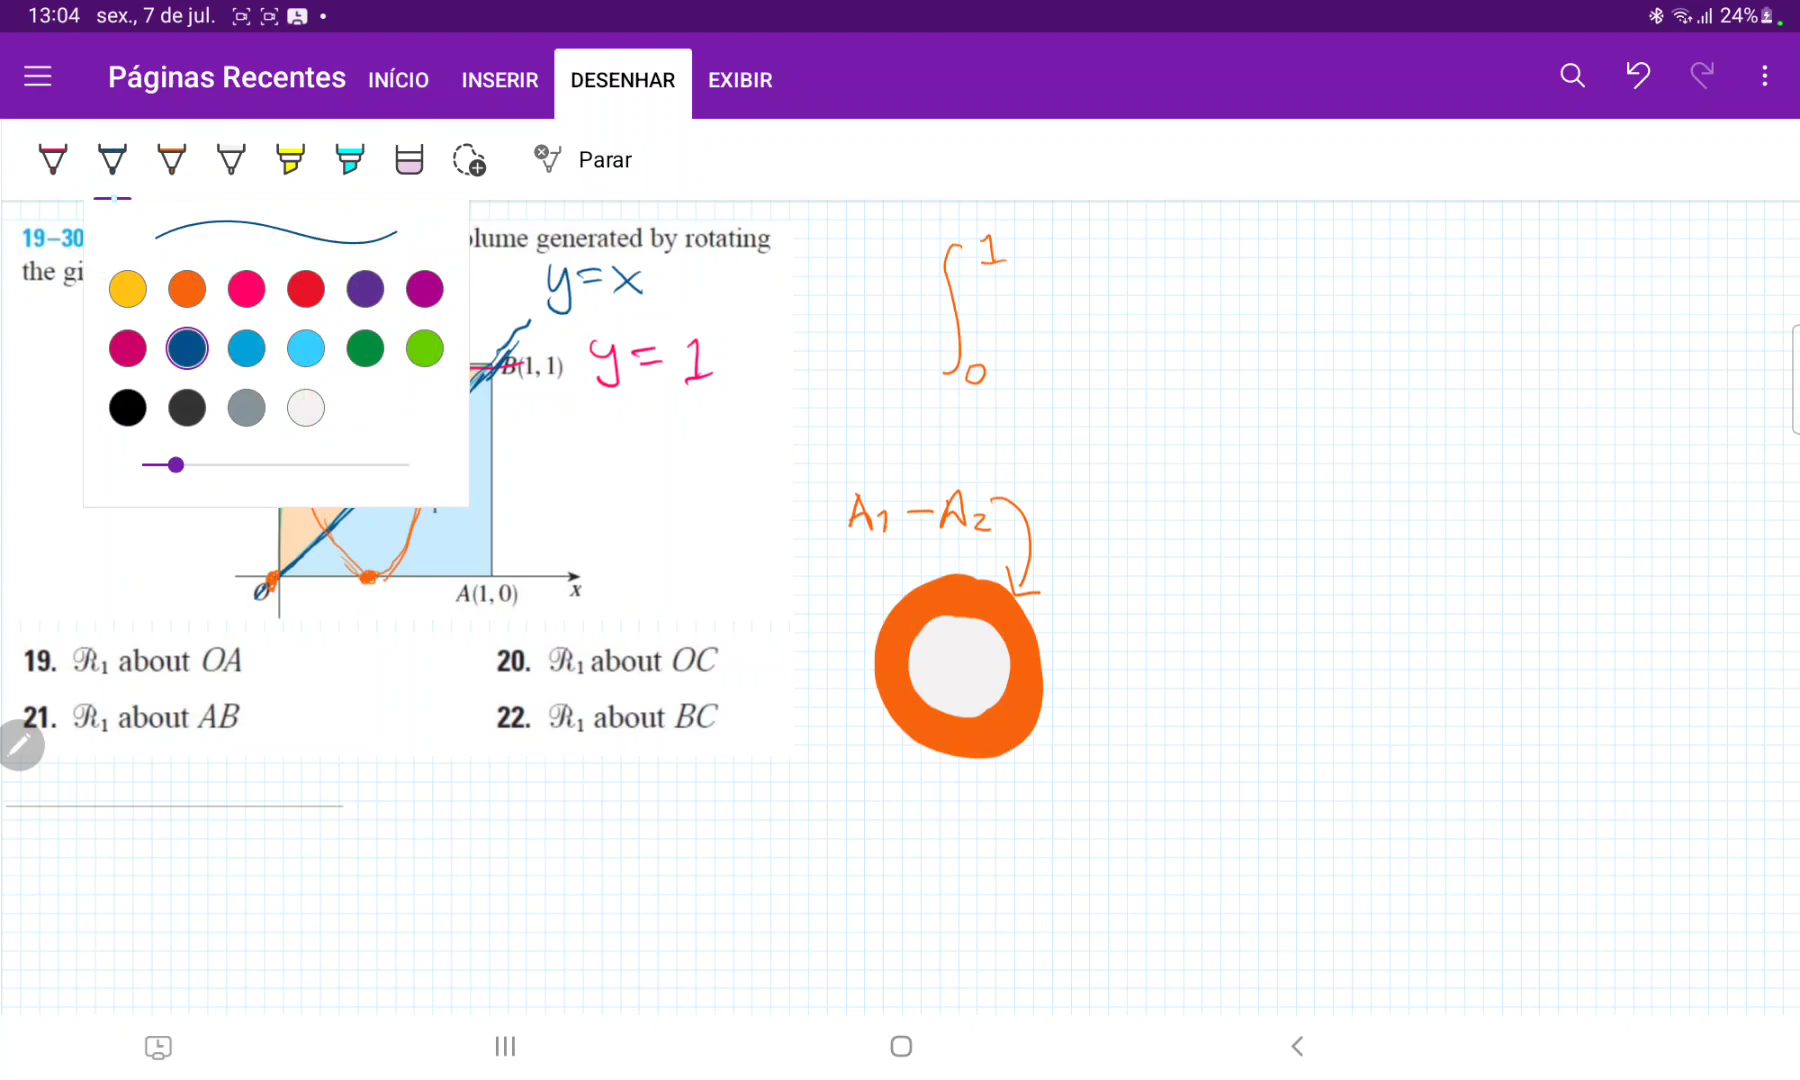 13:04 sex., 7 de jul.
24%
Páginas Recentes INÍCIO INSERIR DESENHAR EXIBIR
Parar
19–30
lume generated by rotating
the gi
y=x
y=1
B(1, 1)
O
A(1, 0)
x
19. ℛ₁ about OA
20. ℛ₁ about OC
21. ℛ₁ about AB
22. ℛ₁ about BC
∫ 1
0
A₁ – A₂